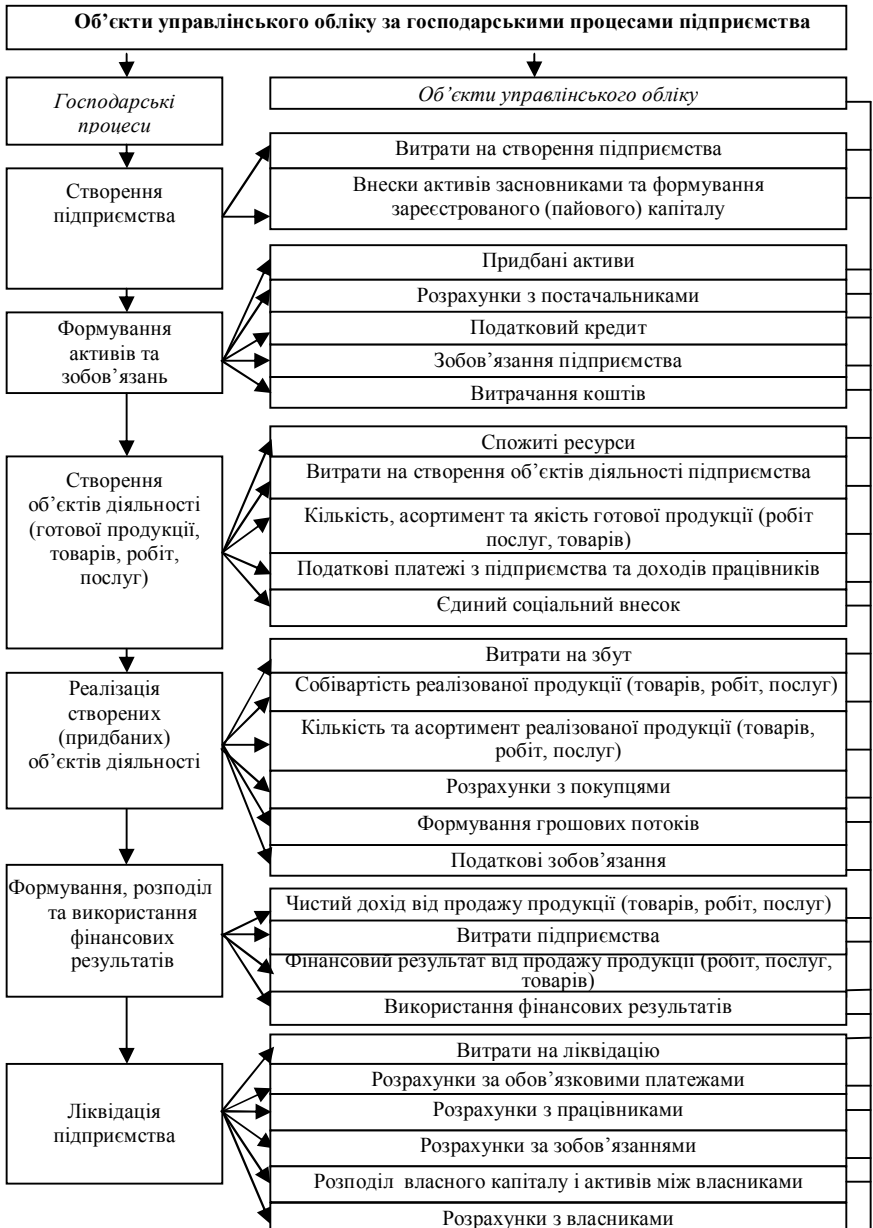 Об’єкти управлінського обліку за господарськими процесами підприємства
Господарські
процеси
Об’єкти управлінського обліку
Створення
підприємства
Витрати на створення підприємства
Внески активів засновниками та формування
зареєстрованого (пайового) капіталу
Формування
активів та
зобов’язань
Придбані активи
Розрахунки з постачальниками
Податковий кредит
Зобов’язання підприємства
Витрачання коштів
Створення
об’єктів діяльності
(готової продукції,
товарів, робіт,
послуг)
Спожиті ресурси
Витрати на створення об’єктів діяльності підприємства
Кількість, асортимент та якість готової продукції (робіт
послуг, товарів)
Податкові платежі з підприємства та доходів працівників
Єдиний соціальний внесок
Реалізація
створених
(придбаних)
об’єктів діяльності
Витрати на збут
Собівартість реалізованої продукції (товарів, робіт, послуг)
Кількість та асортимент реалізованої продукції (товарів,
робіт, послуг)
Розрахунки з покупцями
Формування грошових потоків
Податкові зобов’язання
Формування, розподіл
та використання
фінансових
результатів
Чистий дохід від продажу продукції (товарів, робіт, послуг)
Витрати підприємства
Фінансовий результат від продажу продукції (робіт, послуг,
товарів)
Використання фінансових результатів
Ліквідація
підприємства
Витрати на ліквідацію
Розрахунки за обов’язковими платежами
Розрахунки з працівниками
Розрахунки за зобов’язаннями
Розподіл власного капіталу і активів між власниками
Розрахунки з власниками